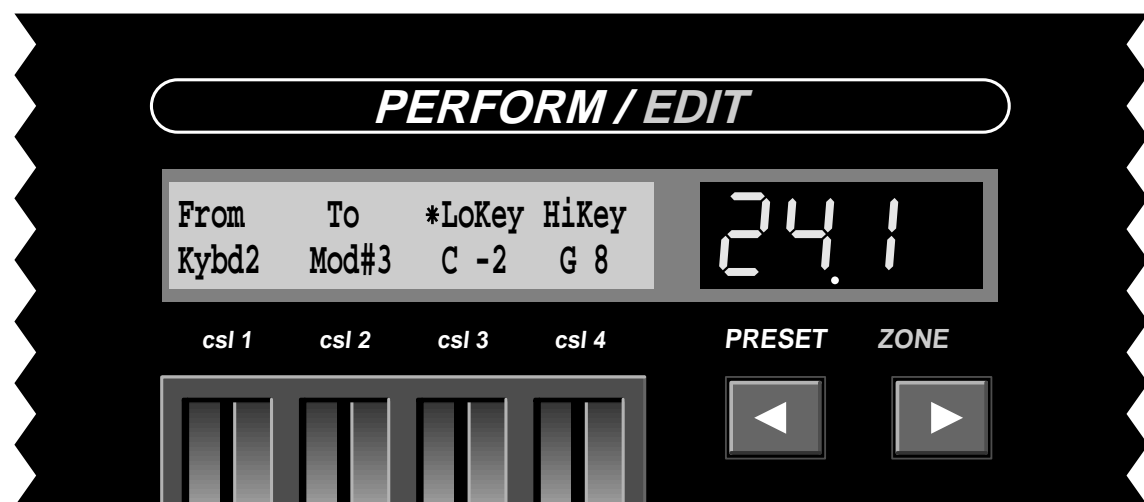 PERFORM / EDIT
From To *LoKey HiKey 24.1
Kybd2 Mod#3 C -2 G 8
csl 1 csl 2 csl 3 csl 4 PRESET ZONE